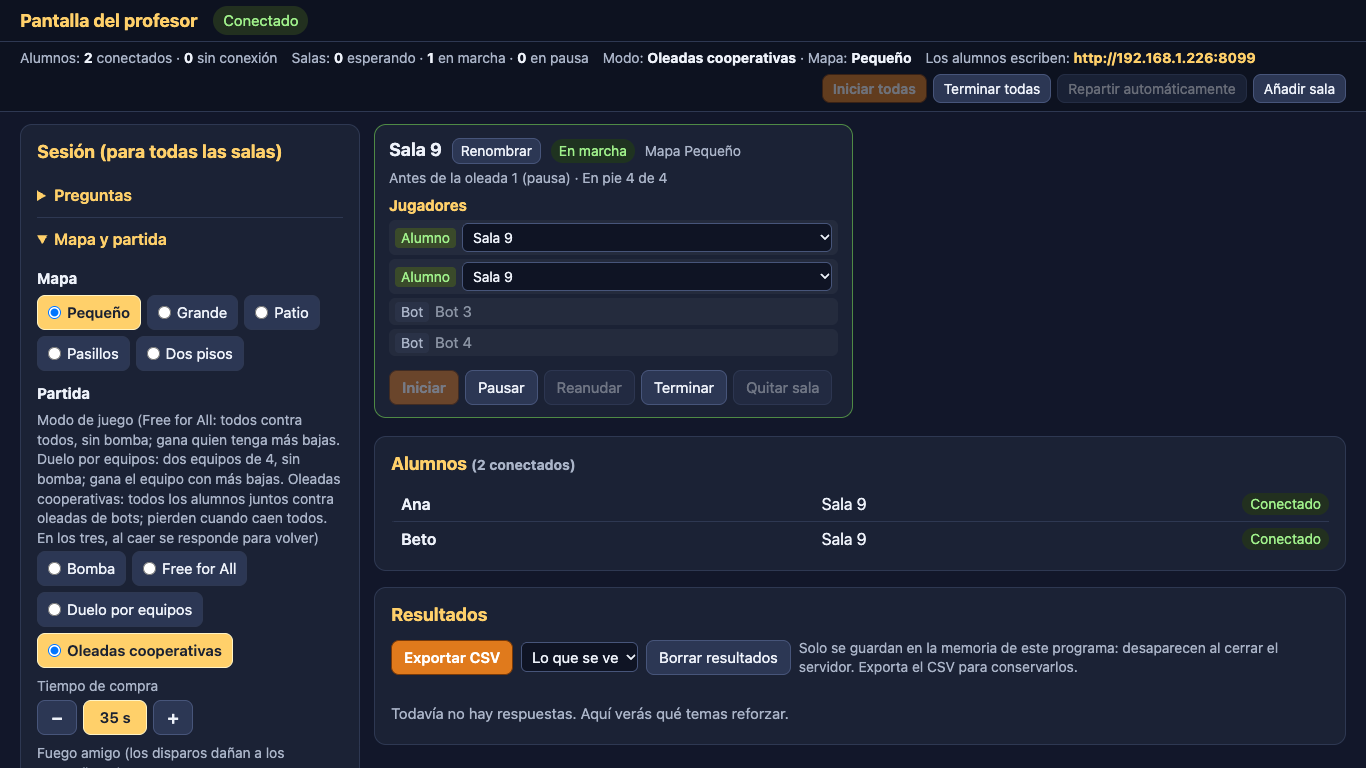 Pantalla del profesor Conectado
Alumnos: 2 conectados · 0 sin conexión Salas: 0 esperando · 1 en marcha · 0 en pausa Modo: Oleadas cooperativas · Mapa: Pequeño Los alumnos escriben: http://192.168.1.226:8099
Iniciar todas Terminar todas Repartir automáticamente Añadir sala
Sesión (para todas las salas)
Preguntas
Mapa y partida
Mapa
Pequeño Grande Patio
Pasillos Dos pisos
Partida
Modo de juego (Free for All: todos contra
todos, sin bomba; gana quien tenga más bajas.
Duelo por equipos: dos equipos de 4, sin
bomba; gana el equipo con más bajas. Oleadas
cooperativas: todos los alumnos juntos contra
oleadas de bots; pierden cuando caen todos.
En los tres, al caer se responde para volver)
Bomba Free for All
Duelo por equipos
Oleadas cooperativas
Tiempo de compra
− 35 s +
Fuego amigo (los disparos dañan a los
Sala 9 Renombrar En marcha Mapa Pequeño
Antes de la oleada 1 (pausa) · En pie 4 de 4
Jugadores
Alumno Sala 9
Alumno Sala 9
Bot Bot 3
Bot Bot 4
Iniciar Pausar Reanudar Terminar Quitar sala
Alumnos (2 conectados)
Ana Sala 9 Conectado
Beto Sala 9 Conectado
Resultados
Exportar CSV Lo que se ve Borrar resultados
Solo se guardan en la memoria de este programa: desaparecen al cerrar el
servidor. Exporta el CSV para conservarlos.
Todavía no hay respuestas. Aquí verás qué temas reforzar.